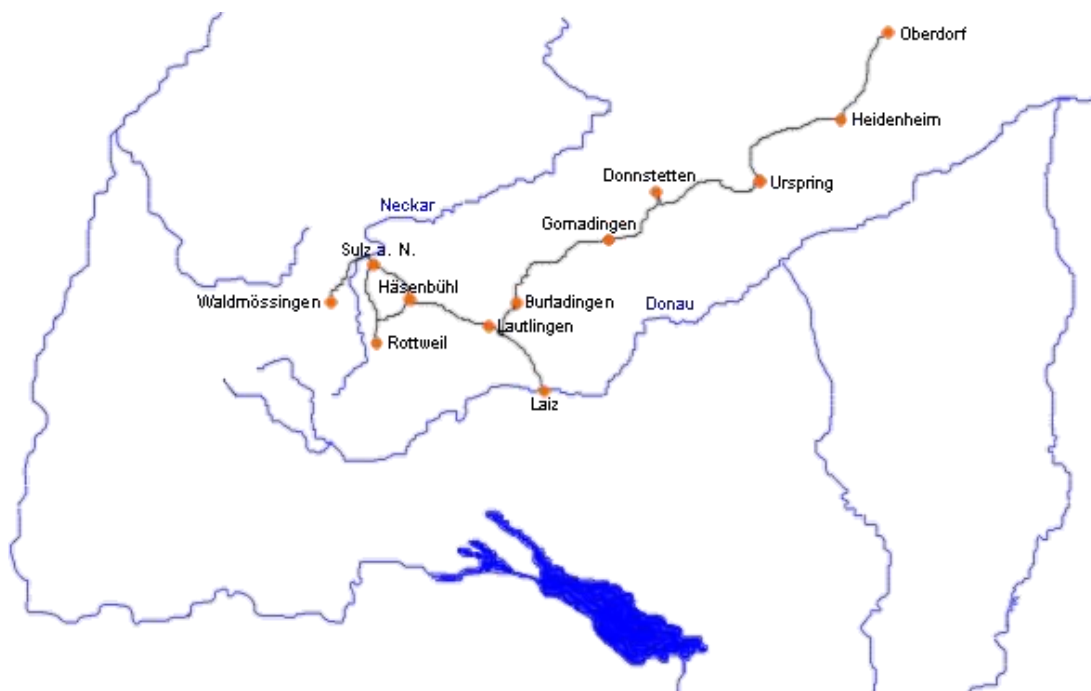 Oberdorf
Heidenheim
Donnstetten
Urspring
Neckar
Gomadingen
Sulz a. N.
Häsenbühl
Waldmössingen
Burladingen
Donau
Lautlingen
Rottweil
Laiz